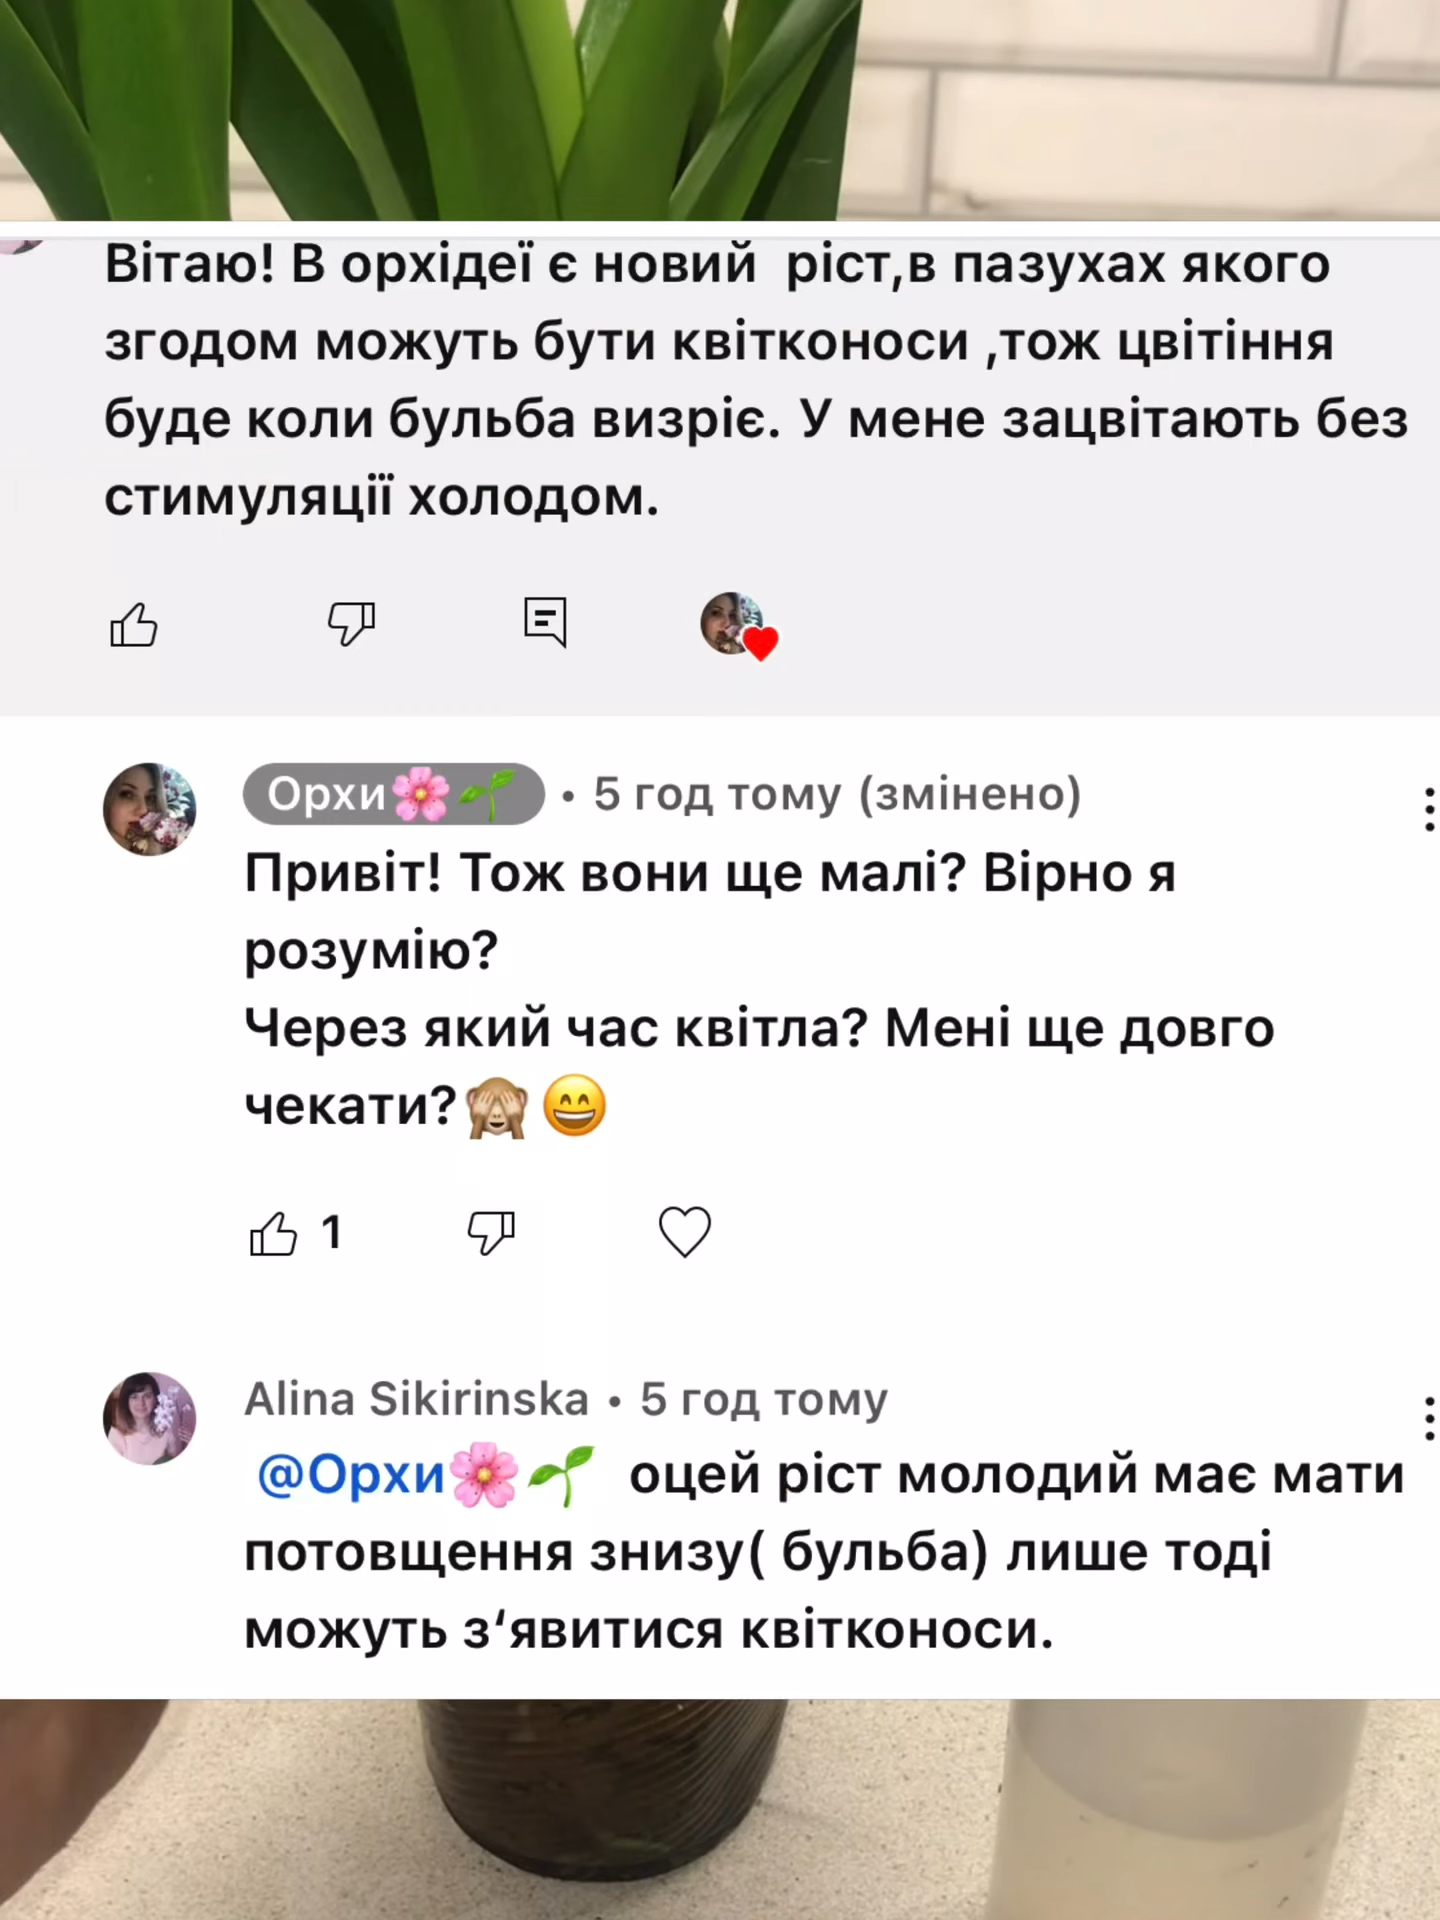 Вітаю! В орхідеї є новий ріст,в пазухах якого
згодом можуть бути квітконоси ,тож цвітіння
буде коли бульба визріє. У мене зацвітають без
стимуляції холодом.
Орхи🌸🌱 • 5 год тому (змінено)
Привіт! Тож вони ще малі? Вірно я
розумію?
Через який час квітла? Мені ще довго
чекати?🙈😄
1
Alina Sikirinska • 5 год тому
@Орхи🌸🌱 оцей ріст молодий має мати
потовщення знизу( бульба) лише тоді
можуть з‘явитися квітконоси.